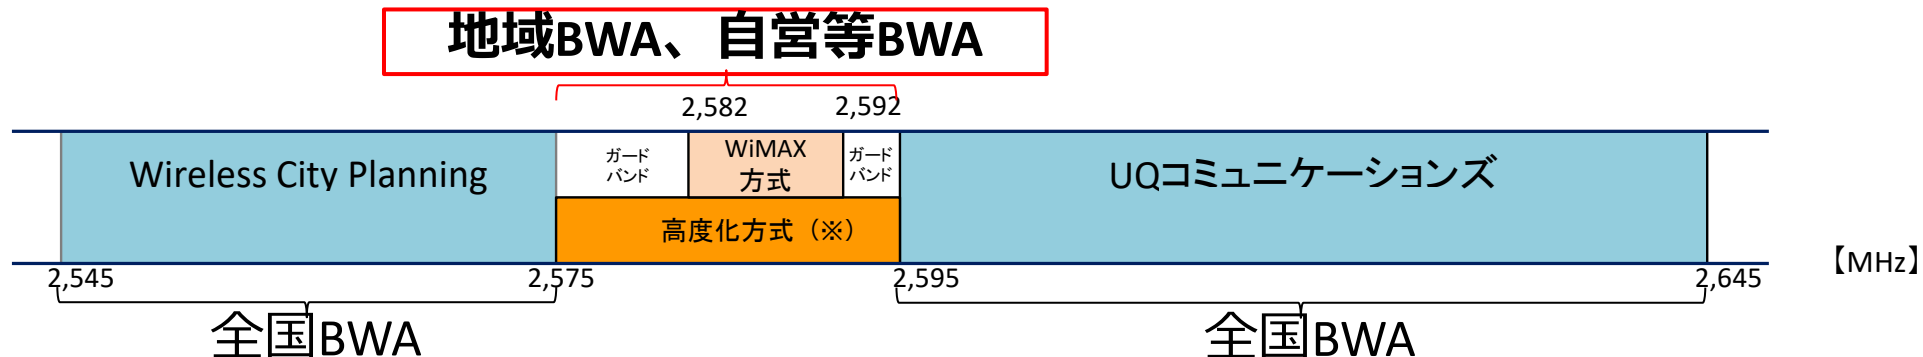 地域BWA、自営等BWA
2,582
2,592
Wireless City Planning
ガード
バンド
WiMAX
方式
ガード
バンド
UQコミュニケーションズ
高度化方式（※）
2,545
2,575
2,595
2,645
【MHz】
全国BWA
全国BWA